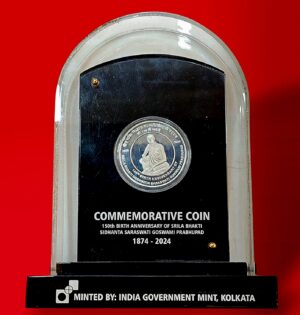 COMMEMORATIVE COIN
150th BIRTH ANNIVERSARY OF SRILA BHAKTI
SIDHANTA SARASWATI GOSWAMI PRABHUPAD
1874 - 2024
MINTED BY: INDIA GOVERNMENT MINT, KOLKATA